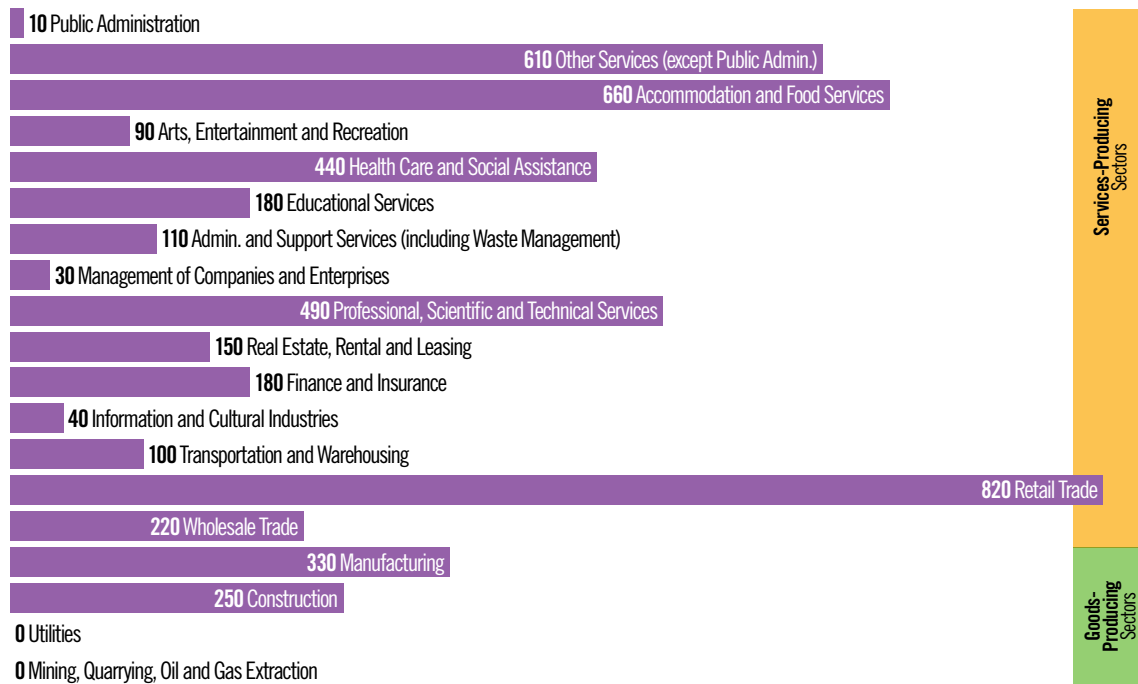 10 Public Administration
610 Other Services (except Public Admin.)
660 Accommodation and Food Services
90 Arts, Entertainment and Recreation
440 Health Care and Social Assistance
180 Educational Services
110 Admin. and Support Services (including Waste Management)
30 Management of Companies and Enterprises
490 Professional, Scientific and Technical Services
150 Real Estate, Rental and Leasing
180 Finance and Insurance
40 Information and Cultural Industries
100 Transportation and Warehousing
820 Retail Trade
220 Wholesale Trade
330 Manufacturing
250 Construction
0 Utilities
0 Mining, Quarrying, Oil and Gas Extraction
Services-Producing
Sectors
Goods-
Producing
Sectors